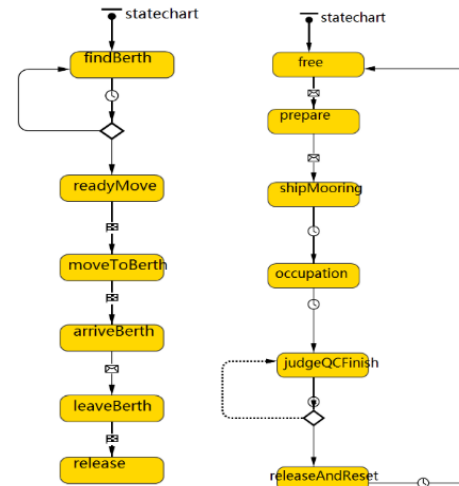 statechart
findBerth
readyMove
moveToBerth
arriveBerth
leaveBerth
release
statechart
free
prepare
shipMooring
occupation
judgeQCFinish
releaseAndReset